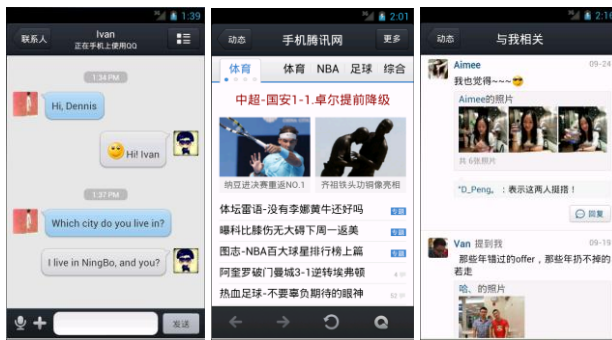 1:39
联系人
Ivan
正在手机上使用QQ
1:34 PM
Hi, Dennis
Hi! Ivan
1:37 PM
Which city do you live in?
I live in NingBo, and you?
发送
2:01
动态
手机腾讯网
更多
体育
体育 NBA 足球 综合
中超-国安1-1.卓尔提前降级
纳豆进决赛重返NO.1
齐祖铁头功铜像亮相
体坛雷语-没有李娜黄牛还好吗
专题
曝科比膝伤无大碍下周一返美
专题
图志-NBA百大球星排行榜上篇
专题
阿奎罗破门曼城3-1逆转埃弗顿
热血足球-不要辜负期待的眼神
2:16
动态
与我相关
Aimee
09-24
我也觉得~~~
Aimee的照片
共 6张照片
"D_Peng。 : 表示这两人挺搭！
回复
Van 提到我
09-19
那些年错过的offer，那些年扔不掉的
若走
哈、的照片